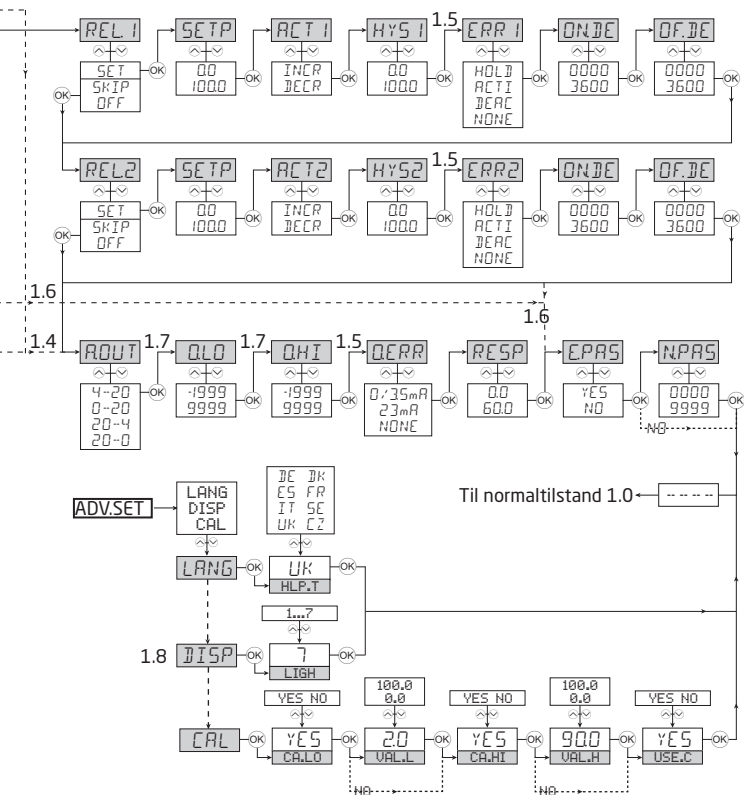 1.5
REL.1 SETP ACT1 HYS1 ERR1 ON.DE OF.DE
SET OK 0.0 OK INCR OK 0.0 OK HOLD OK 0000 OK 0000 OK
OK SKIP 100.0 DECR 100.0 ACTI 3600 3600
OFF DEAC
NONE
1.5
REL2 SETP ACT2 HYS2 ERR2 ON.DE OF.DE
SET OK 0.0 OK INCR OK 0.0 OK HOLD OK 0000 OK 0000 OK
OK SKIP 100.0 DECR 100.0 ACTI 3600 3600
OFF DEAC
NONE
1.6
1.6
1.4 1.7 1.7 1.5
A.OUT O.LO O.HI O.ERR RESP E.PAS N.PAS
4-20 OK -1999 OK -1999 OK 0/3.5mA OK 0.0 OK YES OK 0000 OK
0-20 9999 9999 23mA 60.0 NO 9999
20-4 NONE
20-0
NO
Til normaltilstand 1.0 -- -- -- --
ADV.SET
LANG
DISP
CAL
DE DK
ES FR
IT SE
UK CZ
LANG OK UK OK
HLP.T
1...7
1.8 DISP OK 7 OK
LIGH
YES NO 100.0 YES NO 100.0 YES NO
0.0 0.0
CAL OK YES OK 2.0 OK YES OK 90.0 OK YES OK
CA.LO VAL.L CA.HI VAL.H USE.C
NO NO